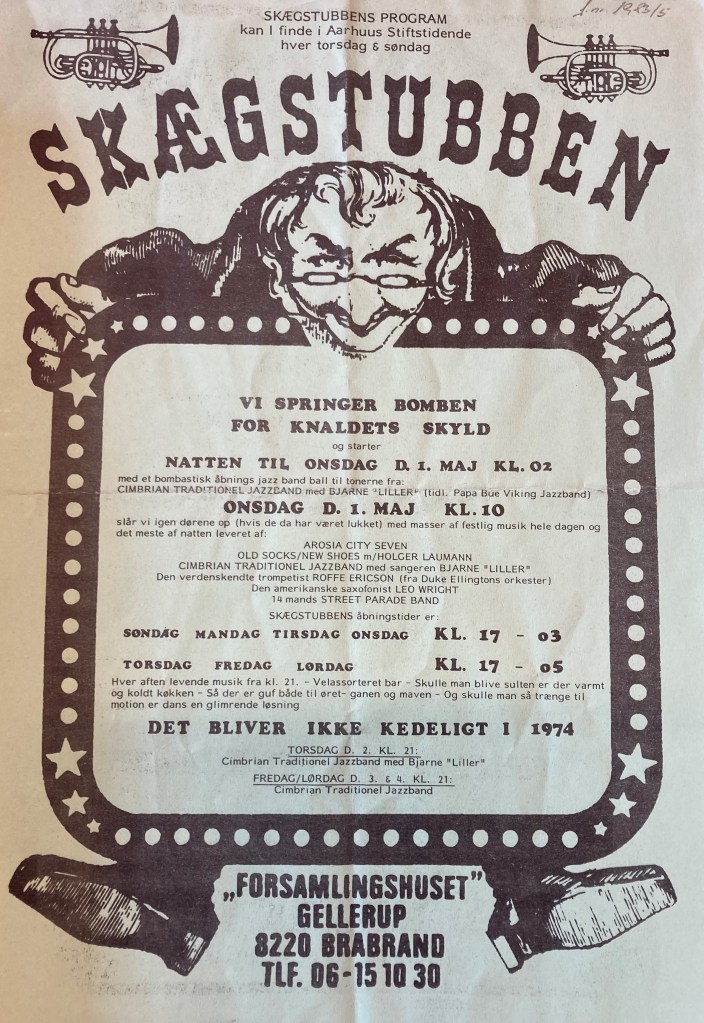 J.nr. 1983/5
SKÆGSTUBBENS PROGRAM
kan I finde i Aarhuus Stiftstidende
hver torsdag & søndag
SKÆGSTUBBEN
VI SPRINGER BOMBEN
FOR KNALDETS SKYLD
og starter
NATTEN TIL ONSDAG D. 1. MAJ KL. 02
med et bombastisk åbnings jazz band ball til tonerne fra:
CIMBRIAN TRADITIONEL JAZZBAND med BJARNE "LILLER" (tidl. Papa Bue Viking Jazzband)
ONSDAG D. 1. MAJ KL. 10
slår vi igen dørene op (hvis de da har været lukket) med masser af festlig musik hele dagen og
det meste af natten leveret af:
AROSIA CITY SEVEN
OLD SOCKS/NEW SHOES m/HOLGER LAUMANN
CIMBRIAN TRADITIONEL JAZZBAND med sangeren BJARNE "LILLER"
Den verdenskendte trompetist ROFFE ERICSON (fra Duke Ellingtons orkester)
Den amerikanske saxofonist LEO WRIGHT
14 mands STREET PARADE BAND
SKÆGSTUBBENS åbningstider er:
SØNDAG MANDAG TIRSDAG ONSDAG KL. 17 - 03
TORSDAG FREDAG LØRDAG KL. 17 - 05
Hver aften levende musik fra kl. 21. - Velassorteret bar - Skulle man blive sulten er der varmt
og koldt køkken - Så der er guf både til øret- ganen og maven - Og skulle man så trænge til
motion er dans en glimrende løsning
DET BLIVER IKKE KEDELIGT I 1974
TORSDAG D. 2. KL. 21:
Cimbrian Traditionel Jazzband med Bjarne "Liller"
FREDAG/LØRDAG D. 3. & 4. KL. 21:
Cimbrian Traditionel Jazzband
„FORSAMLINGSHUSET"
GELLERUP
8220 BRABRAND
TLF. 06-15 10 30